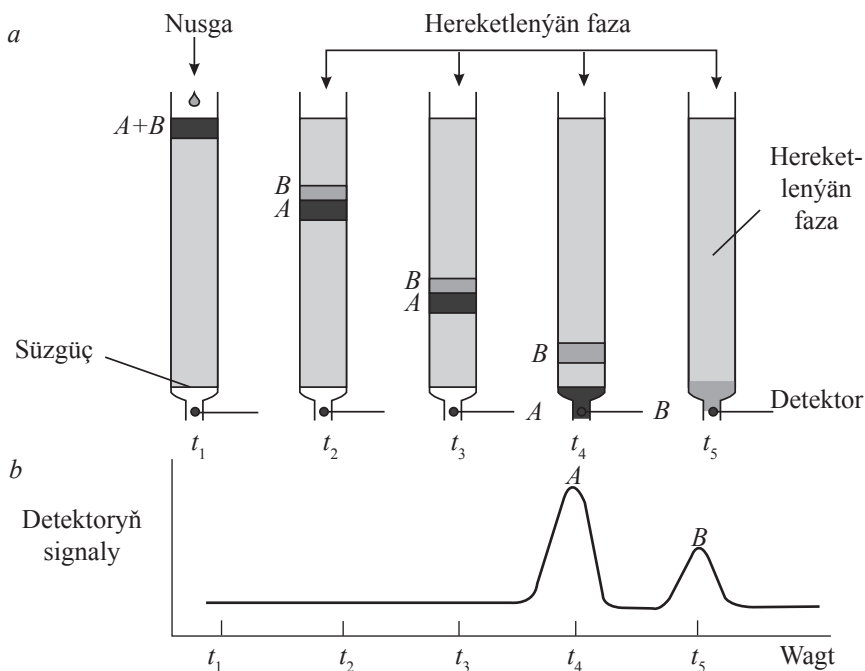 a
Nusga
Hereketlenýän faza
A+B
B
A
B
A
B
Hereket-
lenýän
faza
Süzgüç
A
B
Detektor
t1
t2
t3
t4
t5
b
Detektoryň
signaly
A
B
t1
t2
t3
t4
t5
Wagt